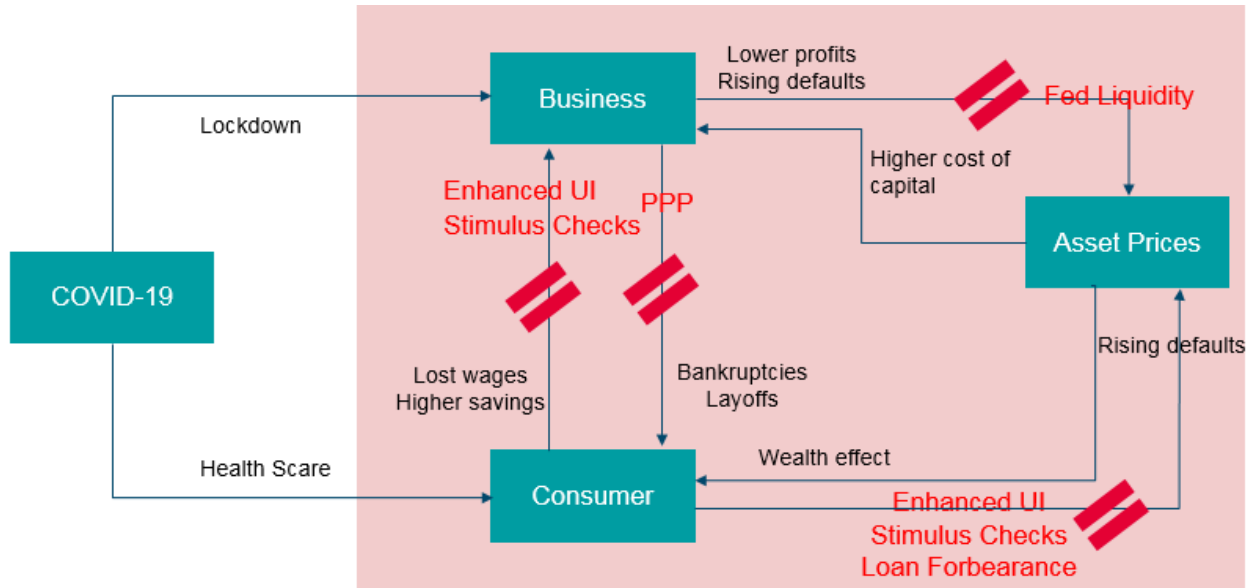 Lower profits
Rising defaults
Business
Fed Liquidity
Lockdown
Higher cost of
capital
Enhanced UI
Stimulus Checks
PPP
Asset Prices
COVID-19
Rising defaults
Lost wages
Higher savings
Bankruptcies
Layoffs
Health Scare
Wealth effect
Consumer
Enhanced UI
Stimulus Checks
Loan Forbearance